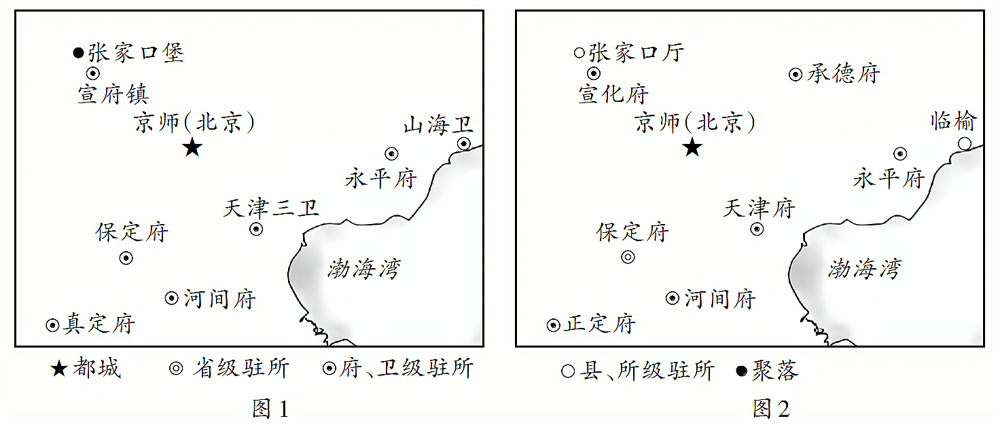 张家口堡
宣府镇
京师(北京)
山海卫
永平府
天津三卫
保定府
渤海湾
河间府
真定府
★都城 省级驻所 府、卫级驻所
图1
张家口厅
承德府
宣化府
京师(北京)
临榆
永平府
天津府
保定府
渤海湾
河间府
正定府
县、所级驻所 聚落
图2